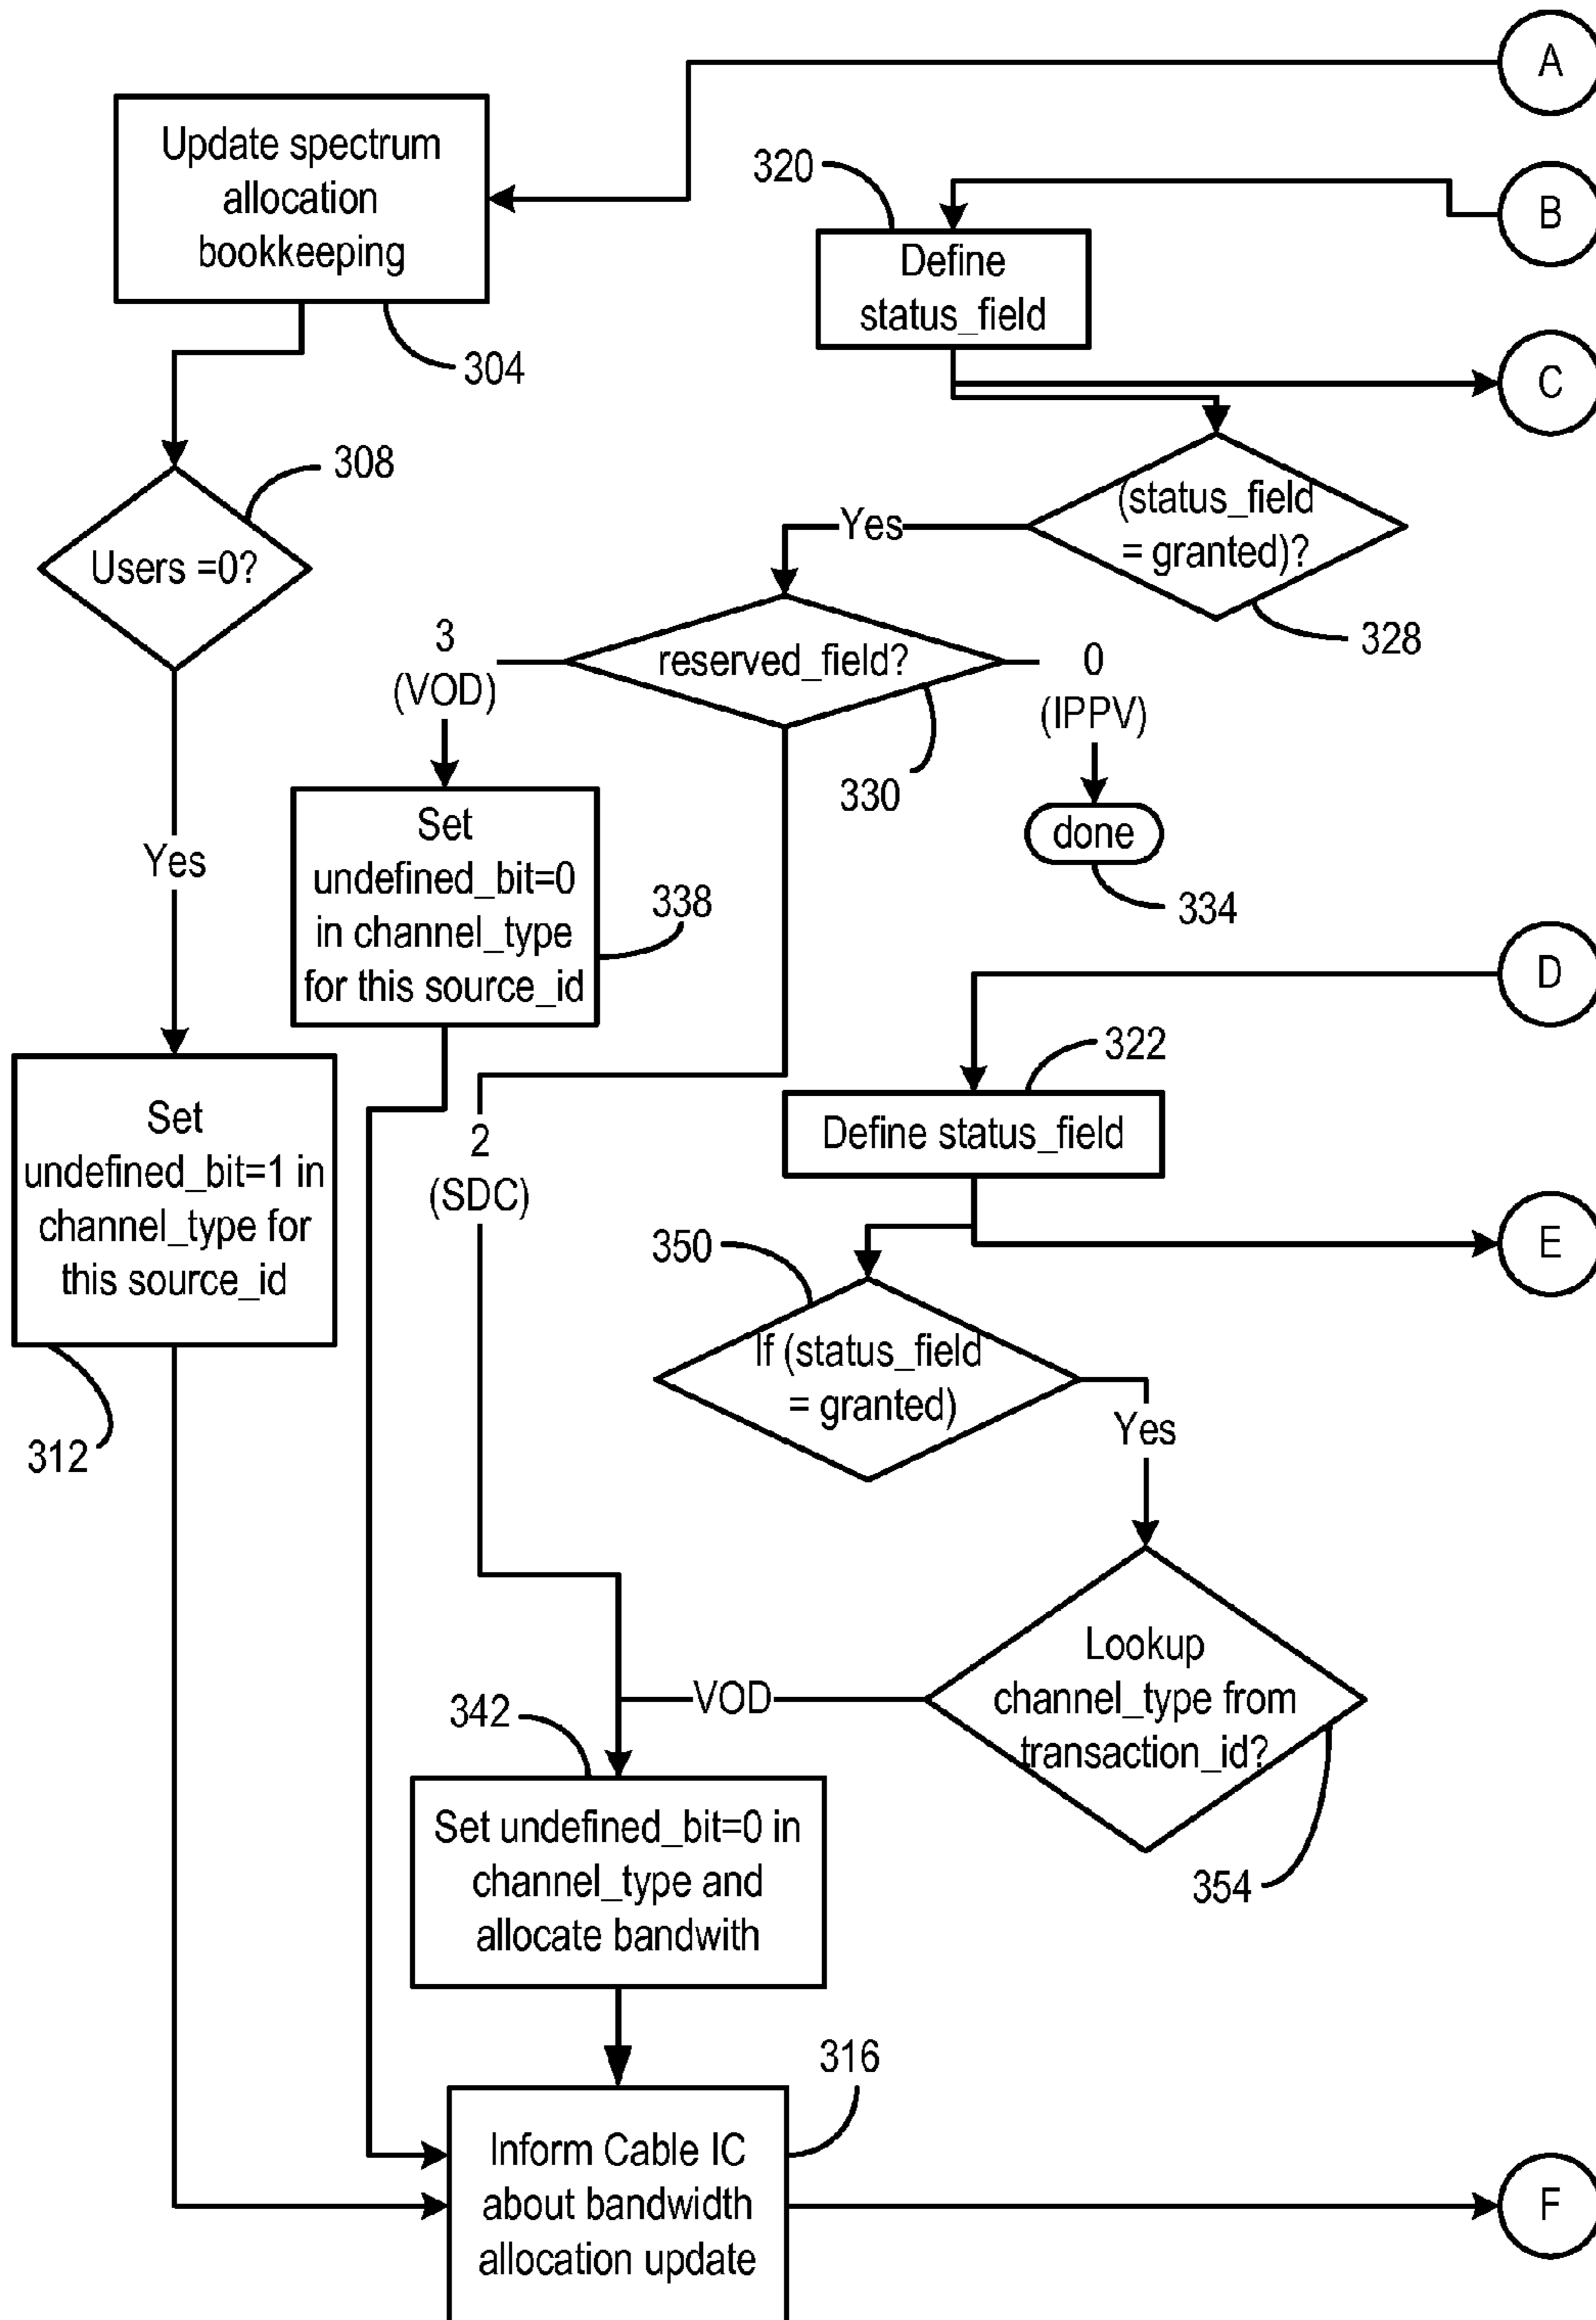 A
Update spectrum
allocation
bookkeeping
304
320
B
Define
status_field
C
308
Users =0?
(status_field
= granted)?
328
Yes
reserved_field?
330
3
(VOD)
0
(IPPV)
done
334
Yes
Set
undefined_bit=0
in channel_type
for this source_id
338
D
322
Define status_field
E
Set
undefined_bit=1 in
channel_type for
this source_id
312
2
(SDC)
350
If (status_field
= granted)
Yes
Lookup
channel_type from
transaction_id?
354
VOD
342
Set undefined_bit=0 in
channel_type and
allocate bandwith
316
Inform Cable IC
about bandwidth
allocation update
F